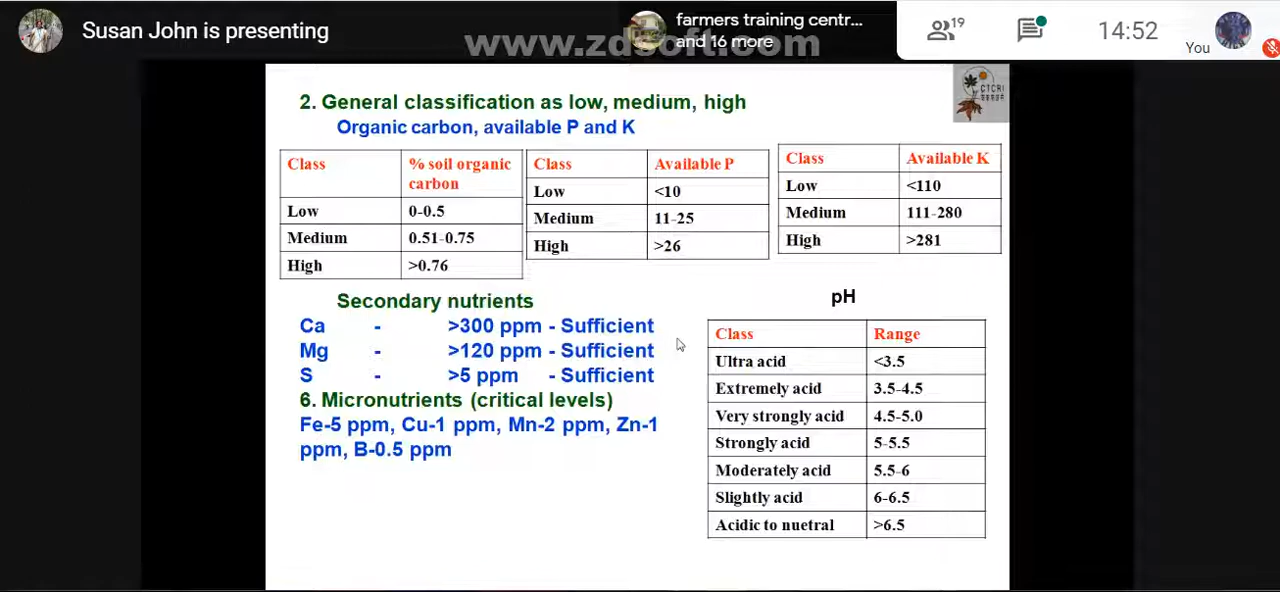 Susan John is presenting
farmers training centr...
and 16 more
www.zdsoft.com
19
14:52
You
CTCRI
2. General classification as low, medium, high
Organic carbon, available P and K
Class % soil organic carbon
Low 0-0.5
Medium 0.51-0.75
High >0.76
Class Available P
Low <10
Medium 11-25
High >26
Class Available K
Low <110
Medium 111-280
High >281
Secondary nutrients
Ca - >300 ppm - Sufficient
Mg - >120 ppm - Sufficient
S - >5 ppm - Sufficient
6. Micronutrients (critical levels)
Fe-5 ppm, Cu-1 ppm, Mn-2 ppm, Zn-1
ppm, B-0.5 ppm
pH
Class Range
Ultra acid <3.5
Extremely acid 3.5-4.5
Very strongly acid 4.5-5.0
Strongly acid 5-5.5
Moderately acid 5.5-6
Slightly acid 6-6.5
Acidic to nuetral >6.5